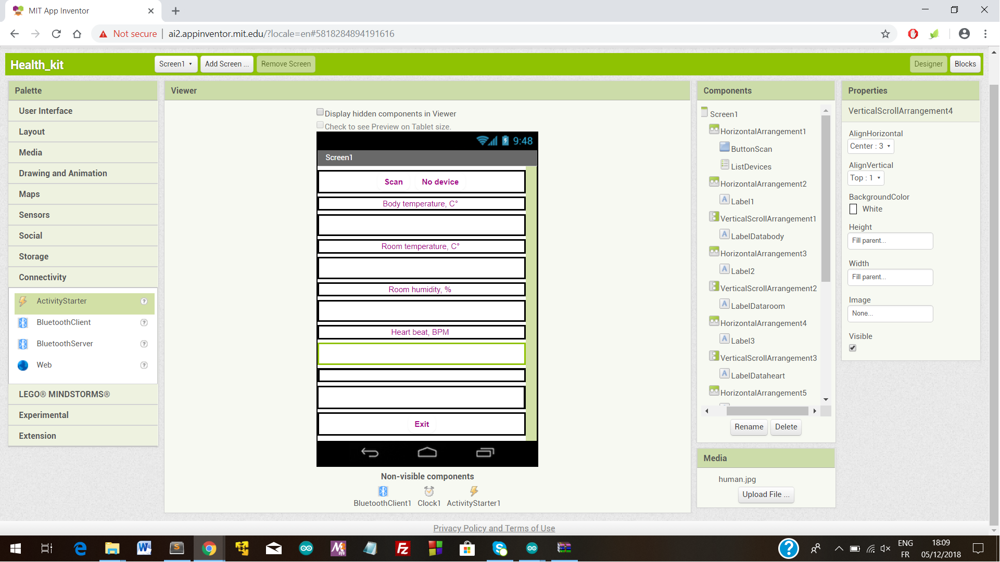 MIT App Inventor
Not secure | ai2.appinventor.mit.edu/?locale=en#5818284894191616
Health_kit
Screen1
Add Screen ...
Remove Screen
Designer
Blocks
Palette
User Interface
Layout
Media
Drawing and Animation
Maps
Sensors
Social
Storage
Connectivity
ActivityStarter
BluetoothClient
BluetoothServer
Web
LEGO® MINDSTORMS®
Experimental
Extension
Viewer
Display hidden components in Viewer
Check to see Preview on Tablet size.
9:48
Screen1
Scan No device
Body temperature, C°
Room temperature, C°
Room humidity, %
Heart beat, BPM
Exit
Non-visible components
BluetoothClient1 Clock1 ActivityStarter1
Components
Screen1
HorizontalArrangement1
ButtonScan
ListDevices
HorizontalArrangement2
Label1
VerticalScrollArrangement1
LabelDatabody
HorizontalArrangement3
Label2
VerticalScrollArrangement2
LabelDataroom
HorizontalArrangement4
Label3
VerticalScrollArrangement3
LabelDataheart
HorizontalArrangement5
Rename Delete
Media
human.jpg
Upload File ...
Properties
VerticalScrollArrangement4
AlignHorizontal
Center : 3
AlignVertical
Top : 1
BackgroundColor
White
Height
Fill parent...
Width
Fill parent...
Image
None...
Visible
Privacy Policy and Terms of Use
ENG
FR
18:09
05/12/2018